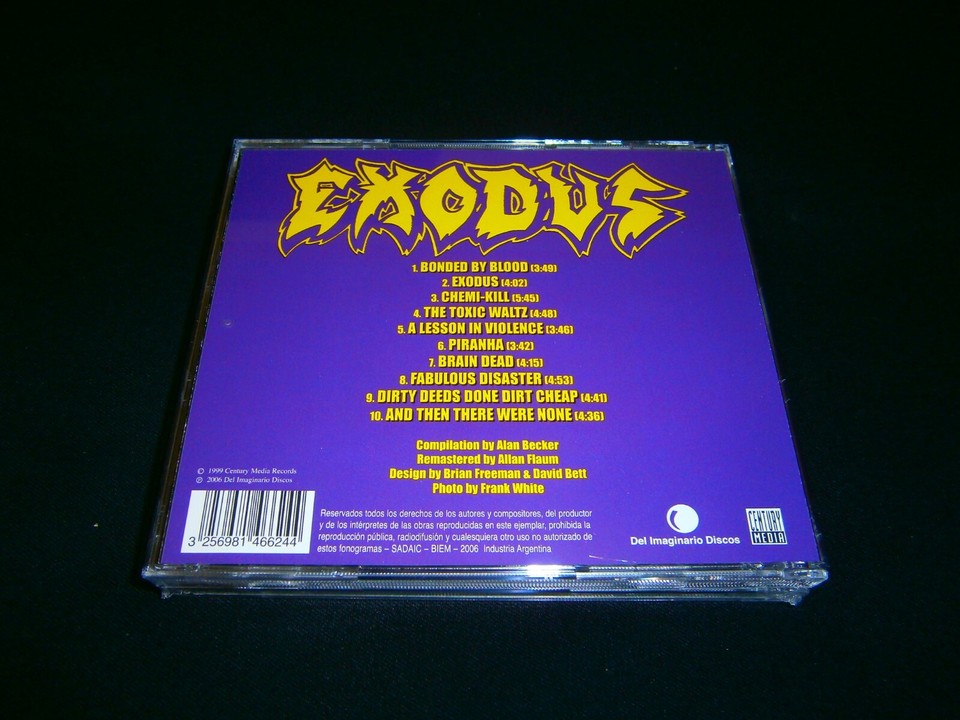 EXODUS
1. BONDED BY BLOOD (3:49)
2. EXODUS (4:02)
3. CHEMI-KILL (5:45)
4. THE TOXIC WALTZ (4:48)
5. A LESSON IN VIOLENCE (3:46)
6. PIRANHA (3:42)
7. BRAIN DEAD (4:15)
8. FABULOUS DISASTER (4:53)
9. DIRTY DEEDS DONE DIRT CHEAP (4:41)
10. AND THEN THERE WERE NONE (4:36)
Compilation by Alan Becker
Remastered by Allan Flaum
Design by Brian Freeman & David Bett
Photo by Frank White
© 1999 Century Media Records
℗ 2006 Del Imaginario Discos
3 256981 466244
Reservados todos los derechos de los autores y compositores, del productor
y de los intérpretes de las obras reproducidas en este ejemplar, prohibida la
reproducción pública, radiodifusión y cualesquiera otro uso no autorizado de
estos fonogramas – SADAIC – BIEM – 2006 Industria Argentina
Del Imaginario Discos
CENTURY
MEDIA